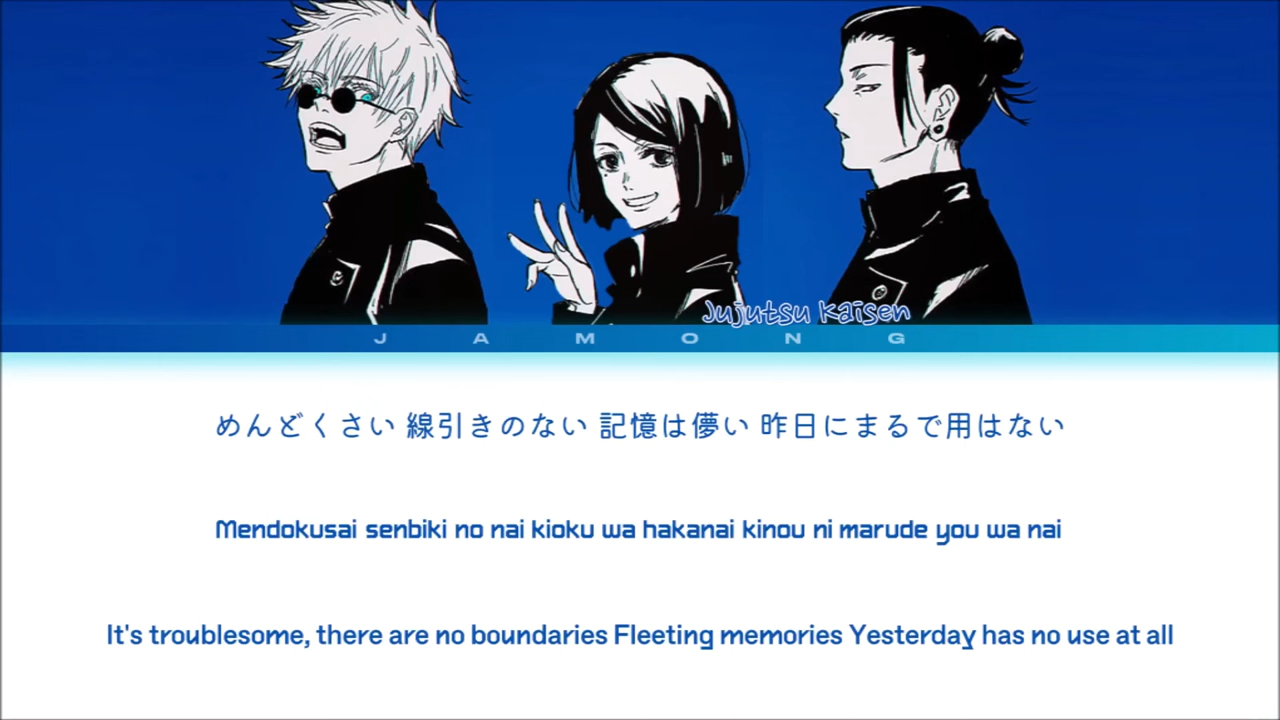 Jujutsu Kaisen
J A M O N G
めんどくさい 線引きのない 記憶は儚い 昨日にまるで用はない
Mendokusai senbiki no nai kioku wa hakanai kinou ni marude you wa nai
It's troublesome, there are no boundaries Fleeting memories Yesterday has no use at all